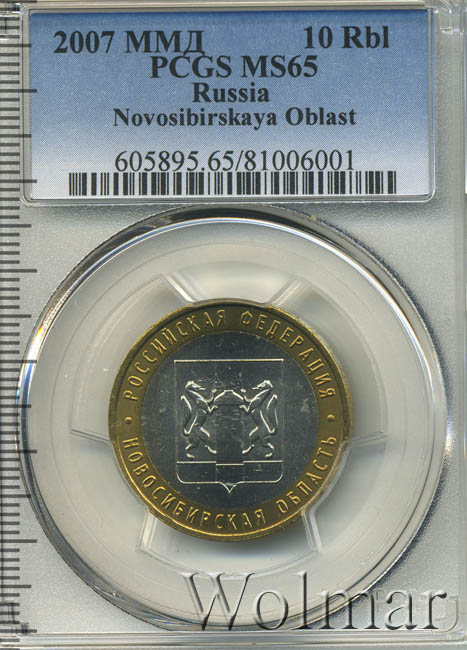 2007 ММД 10 Rbl
PCGS MS65
Russia
Novosibirskaya Oblast
605895.65/81006001
РОССИЙСКАЯ ФЕДЕРАЦИЯ
• НОВОСИБИРСКАЯ ОБЛАСТЬ •
Wolmar